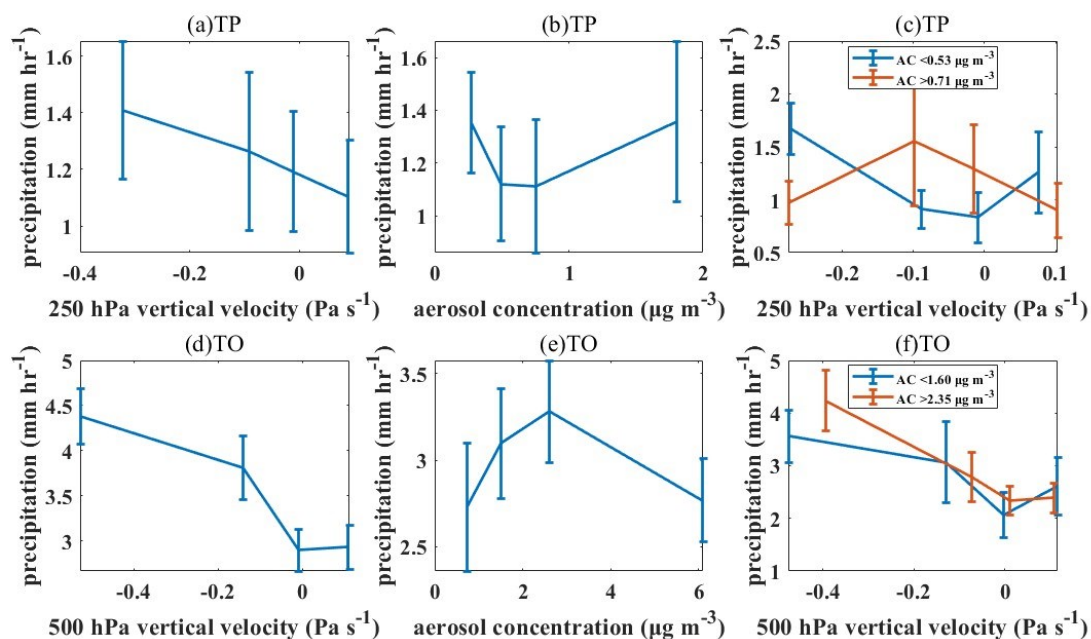 (a)TP
precipitation (mm hr⁻¹)
1.6
1.4
1.2
1
-0.4
-0.2
0
250 hPa vertical velocity (Pa s⁻¹)
(b)TP
precipitation (mm hr⁻¹)
1.6
1.4
1.2
1
0
1
2
aerosol concentration (μg m⁻³)
(c)TP
precipitation (mm hr⁻¹)
2.5
2
1.5
1
0.5
AC <0.53 μg m⁻³
AC >0.71 μg m⁻³
-0.2
-0.1
0
0.1
250 hPa vertical velocity (Pa s⁻¹)
(d)TO
precipitation (mm hr⁻¹)
5
4.5
4
3.5
3
-0.4
-0.2
0
500 hPa vertical velocity (Pa s⁻¹)
(e)TO
precipitation (mm hr⁻¹)
3.5
3
2.5
0
2
4
6
aerosol concentration (μg m⁻³)
(f)TO
precipitation (mm hr⁻¹)
5
4
3
2
1
AC <1.60 μg m⁻³
AC >2.35 μg m⁻³
-0.4
-0.2
0
500 hPa vertical velocity (Pa s⁻¹)